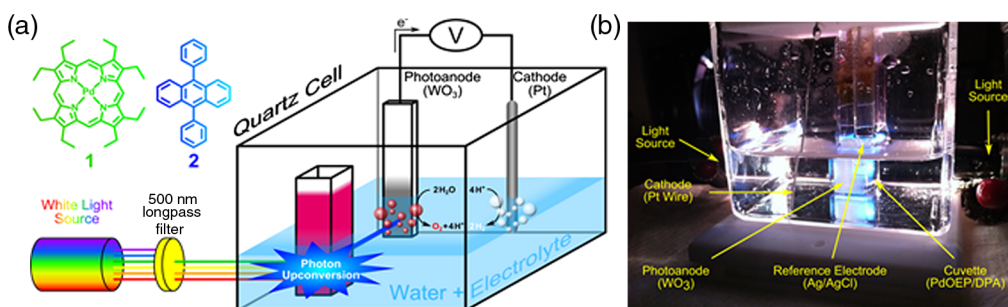 (a)
Pd
N
N
N
N
1
2
White Light
Source
500 nm
longpass
filter
Quartz Cell
e-
V
Photoanode
(WO3)
Cathode
(Pt)
2H2O
O2+4H+
4H+
2H2
Photon
Upconversion
Water + Electrolyte
(b)
Light
Source
Light
Source
Cathode
(Pt Wire)
Photoanode
(WO3)
Reference Electrode
(Ag/AgCl)
Cuvette
(PdOEP/DPA)